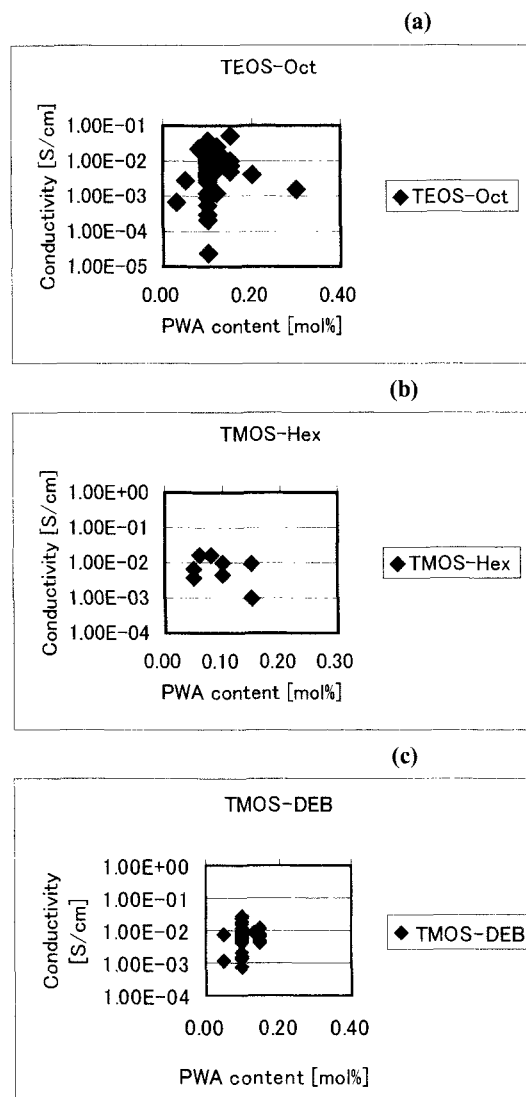 (a)
TEOS-Oct
Conductivity [S/cm]
1.00E-01
1.00E-02
1.00E-03
1.00E-04
1.00E-05
0.00 0.20 0.40
PWA content [mol%]
TEOS-Oct
(b)
TMOS-Hex
Conductivity [S/cm]
1.00E+00
1.00E-01
1.00E-02
1.00E-03
1.00E-04
0.00 0.10 0.20 0.30
PWA content [mol%]
TMOS-Hex
(c)
TMOS-DEB
Conductivity
[S/cm]
1.00E+00
1.00E-01
1.00E-02
1.00E-03
1.00E-04
0.00 0.20 0.40
PWA content [mol%]
TMOS-DEB